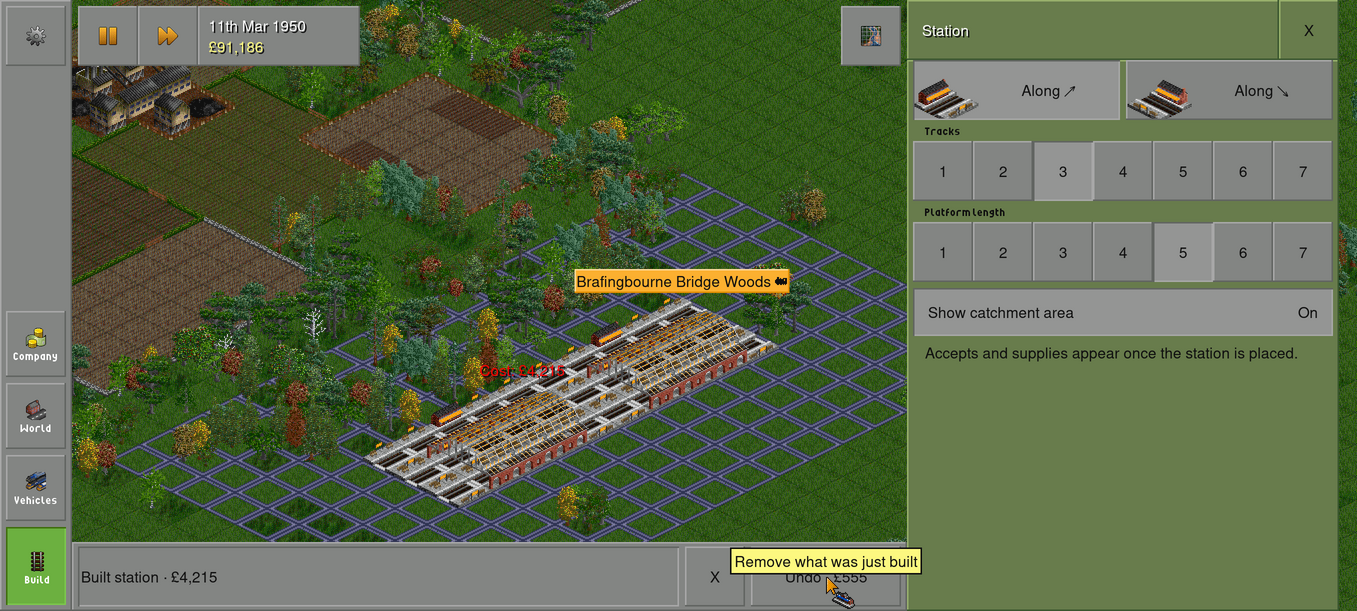 11th Mar 1950
£91,186
Company
World
Vehicles
Build
Brafingbourne Bridge Woods
Cost: £4,215
Built station · £4,215
X
Undo £555
Remove what was just built
Station
X
Along ↗
Along ↘
Tracks
1 2 3 4 5 6 7
Platform length
1 2 3 4 5 6 7
Show catchment area On
Accepts and supplies appear once the station is placed.